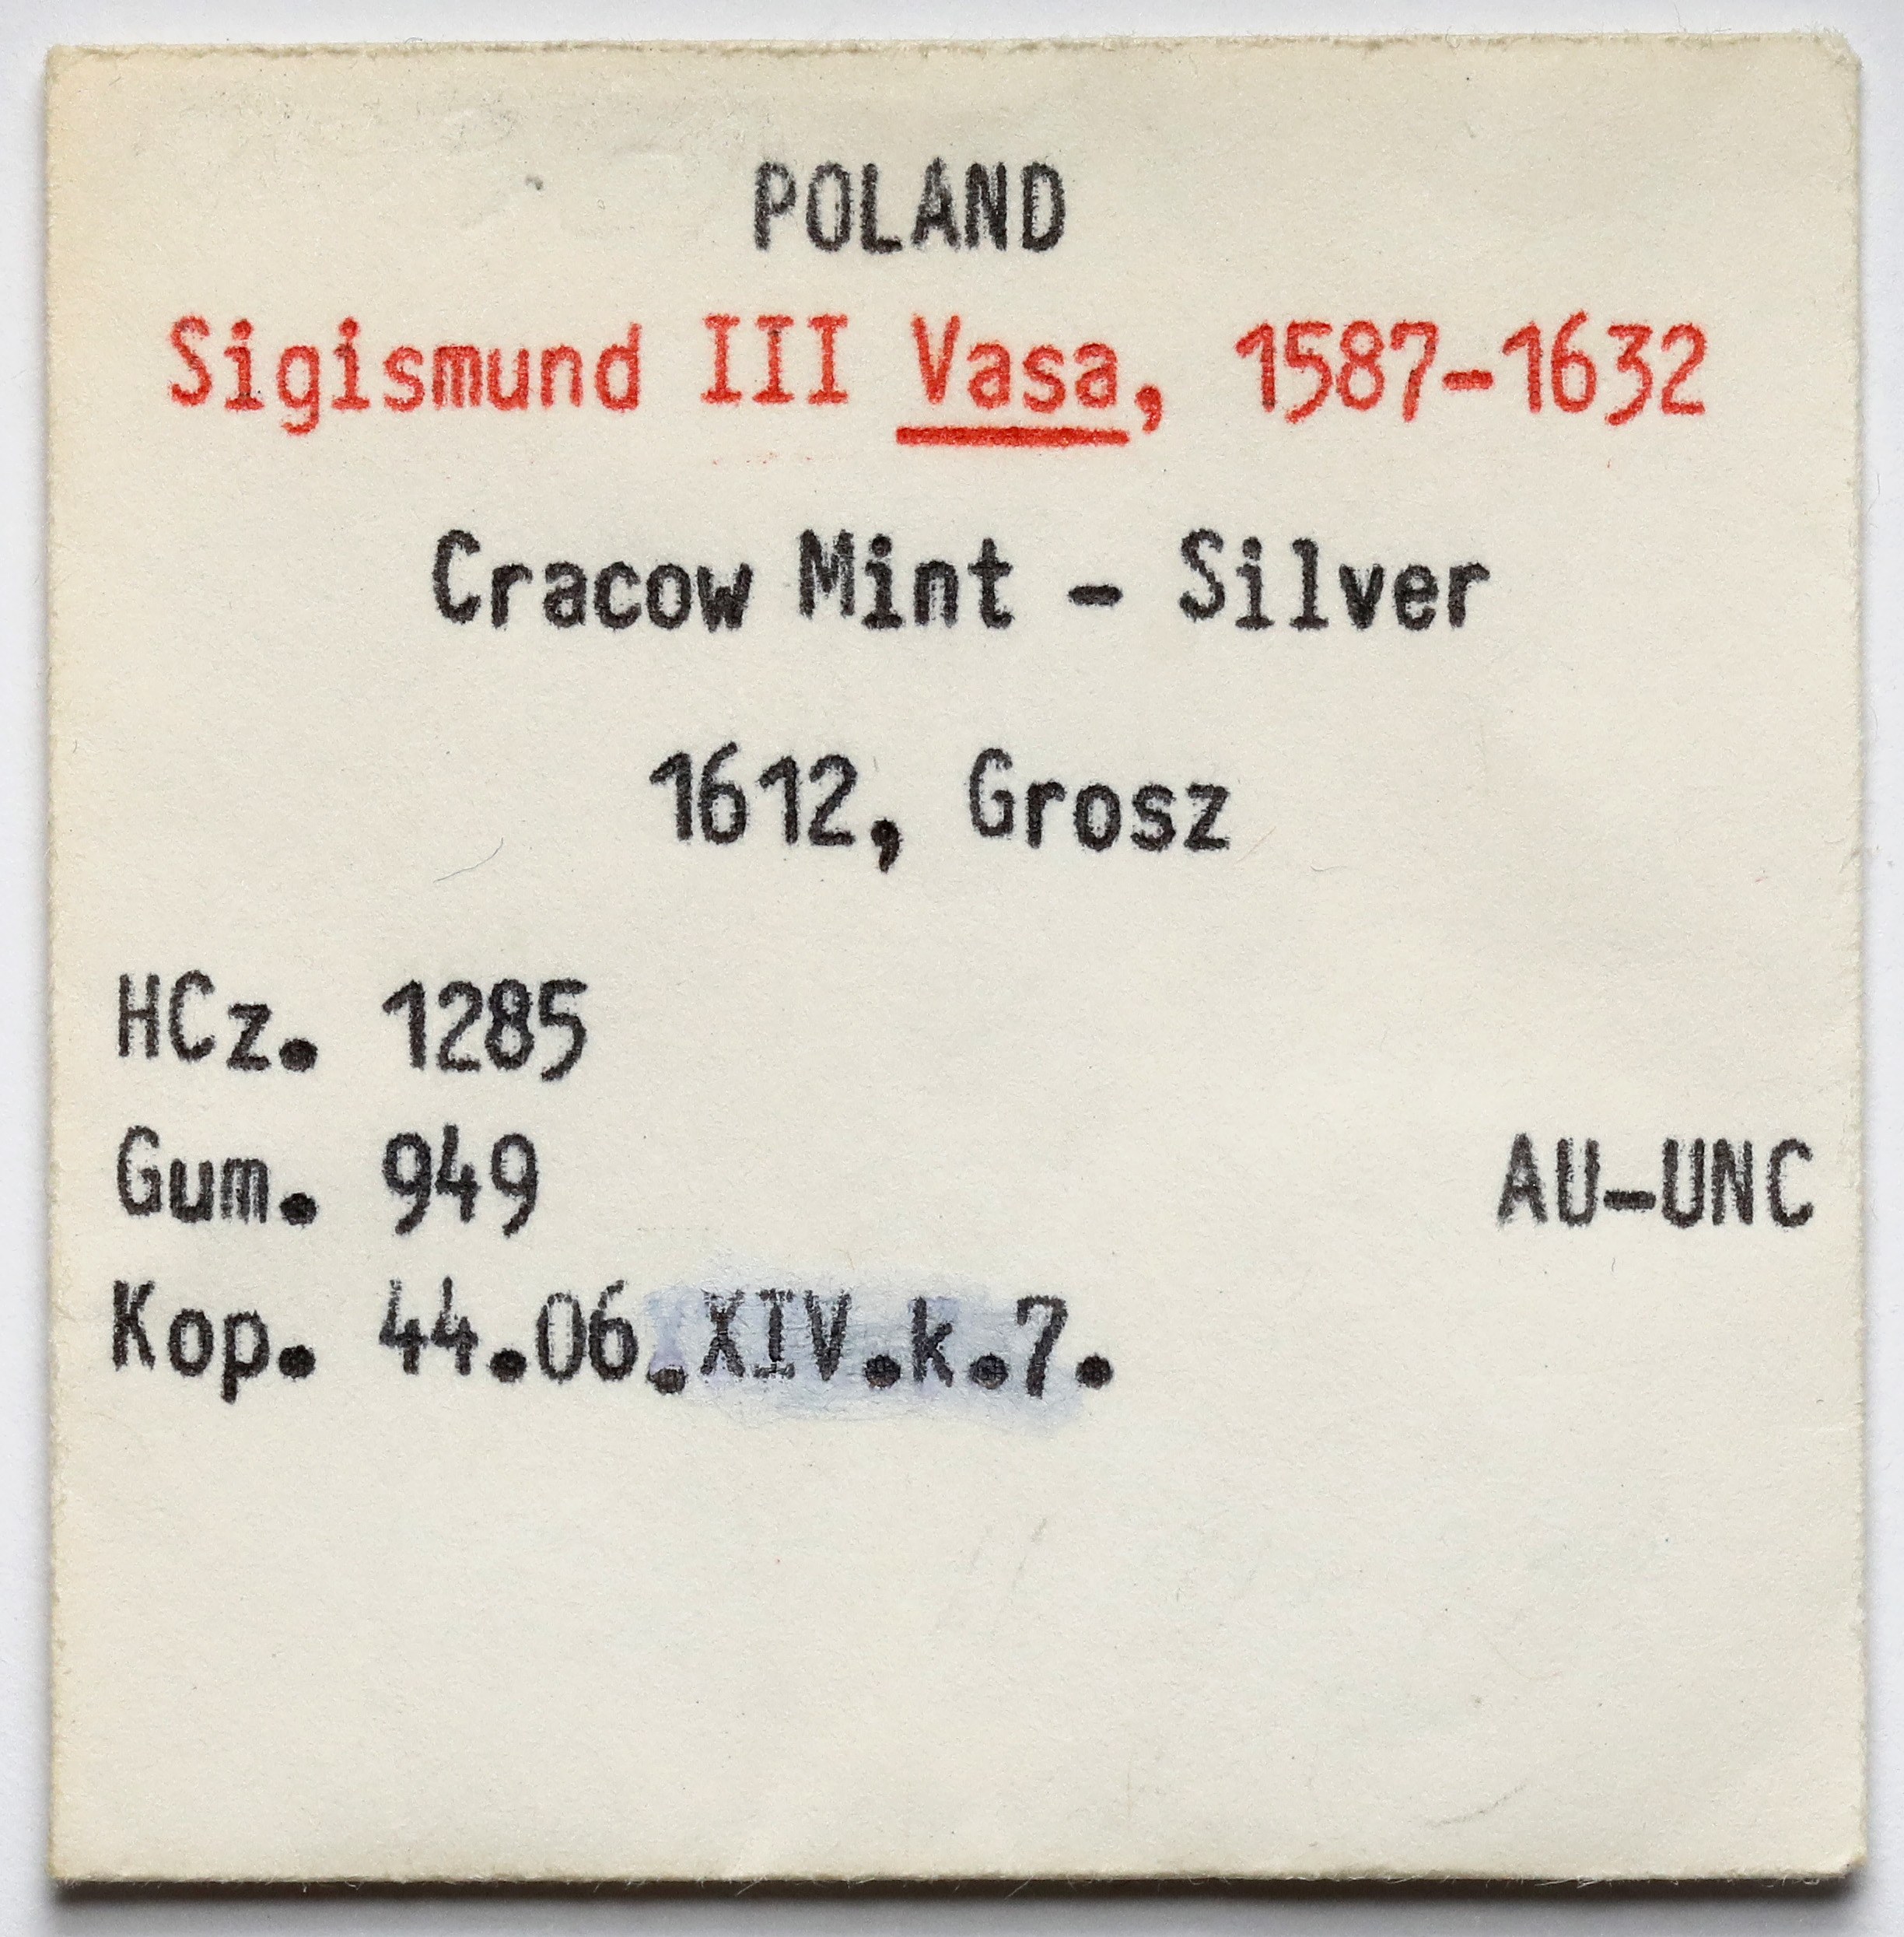 POLAND
Sigismund III Vasa, 1587-1632
Cracow Mint - Silver
1612, Grosz
HCz. 1285
Gum. 949
AU-UNC
Kop. 44.06.XIV.k.7.